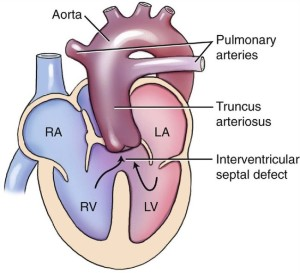 Aorta
Pulmonary
arteries
Truncus
arteriosus
RA
LA
Interventricular
septal defect
RV
LV